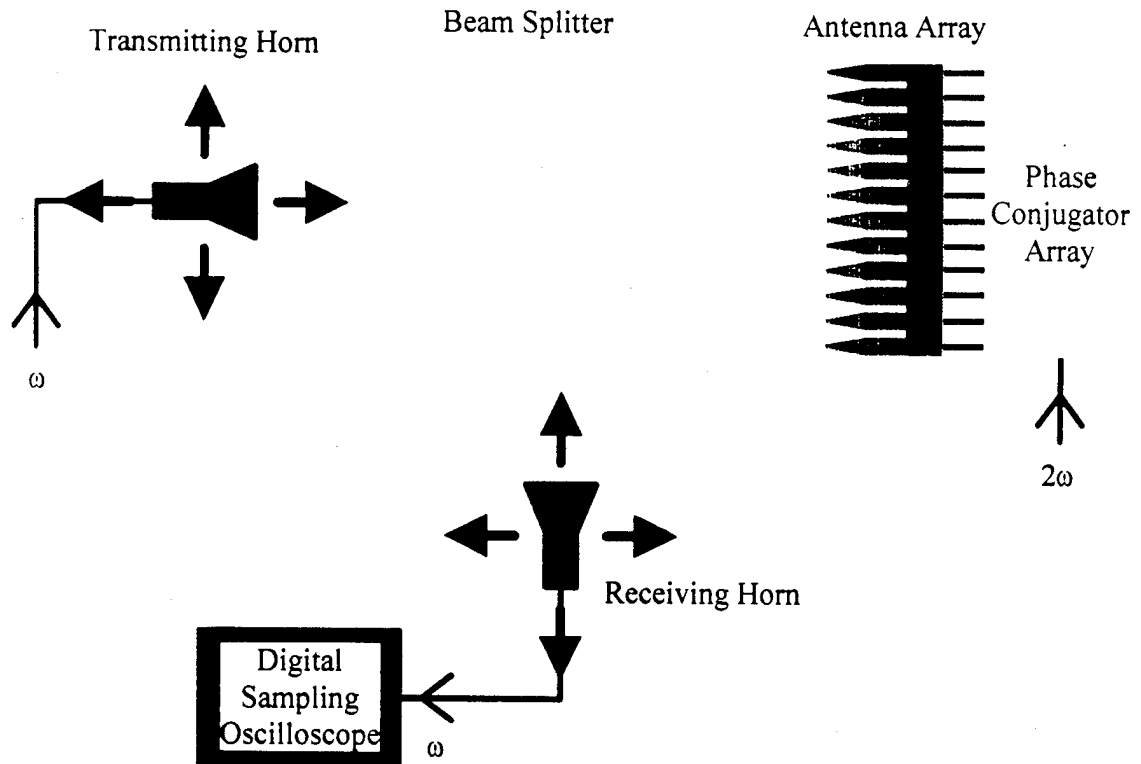 Beam Splitter
Transmitting Horn
Antenna Array
Phase
Conjugator
Array
ω
2ω
Receiving Horn
Digital
Sampling
Oscilloscope
ω